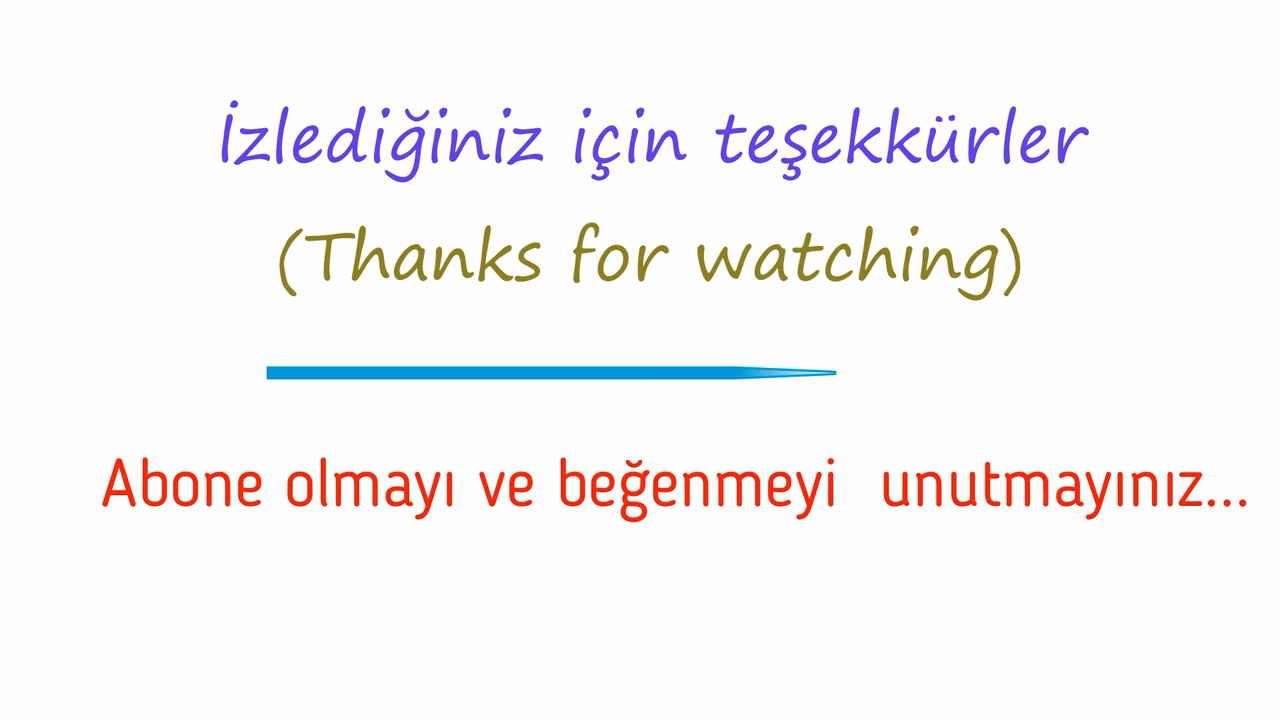 İzlediğiniz için teşekkürler
(Thanks for watching)
Abone olmayı ve beğenmeyi unutmayınız...